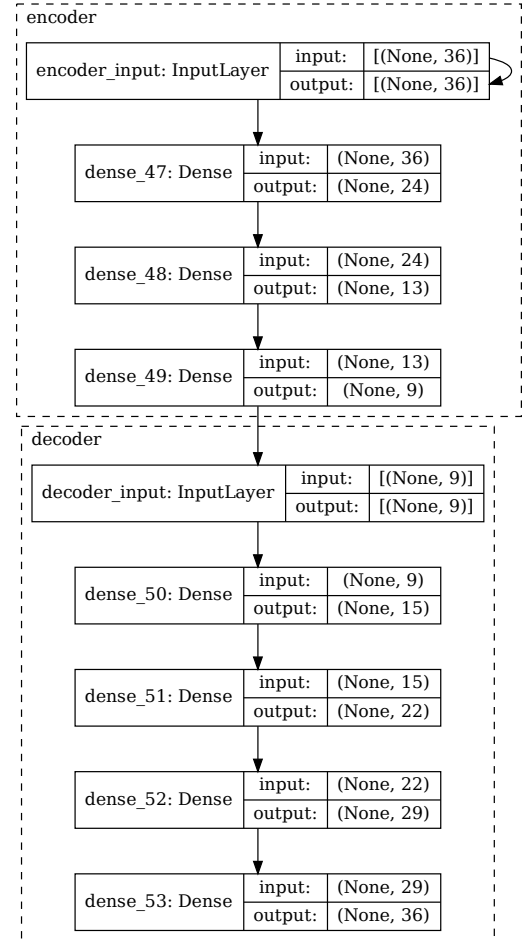 encoder
encoder_input: InputLayer input: [(None, 36)]
output: [(None, 36)]
dense_47: Dense input: (None, 36)
output: (None, 24)
dense_48: Dense input: (None, 24)
output: (None, 13)
dense_49: Dense input: (None, 13)
output: (None, 9)
decoder
decoder_input: InputLayer input: [(None, 9)]
output: [(None, 9)]
dense_50: Dense input: (None, 9)
output: (None, 15)
dense_51: Dense input: (None, 15)
output: (None, 22)
dense_52: Dense input: (None, 22)
output: (None, 29)
dense_53: Dense input: (None, 29)
output: (None, 36)